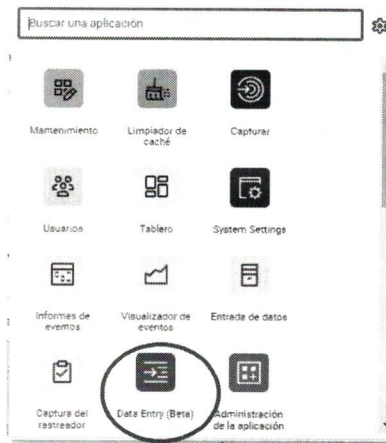 Buscar una aplicación
Mantenimiento
Limpiador de
caché
Capturar
Usuarios
Tablero
System Settings
Informes de
eventos
Visualizador de
eventos
Entrada de datos
Captura del
rastreador
Data Entry (Beta)
Administración
de la aplicación